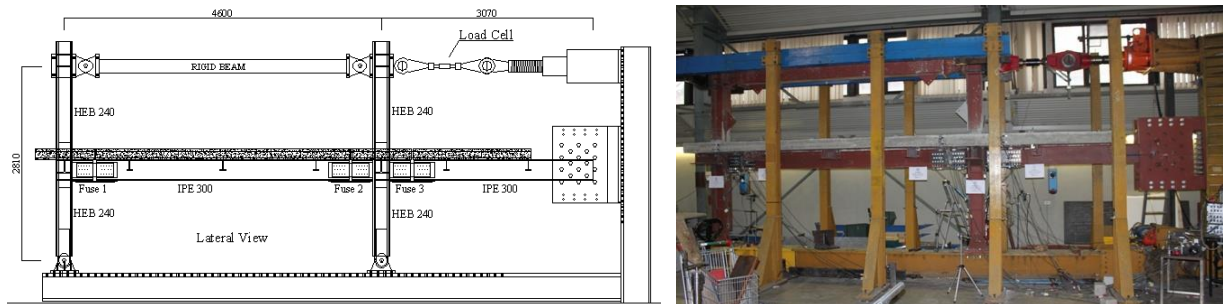 4600
3070
Load Cell
RIGID BEAM
HEB 240
HEB 240
2810
Fuse 1
IPE 300
Fuse 2
Fuse 3
IPE 300
HEB 240
HEB 240
Lateral View